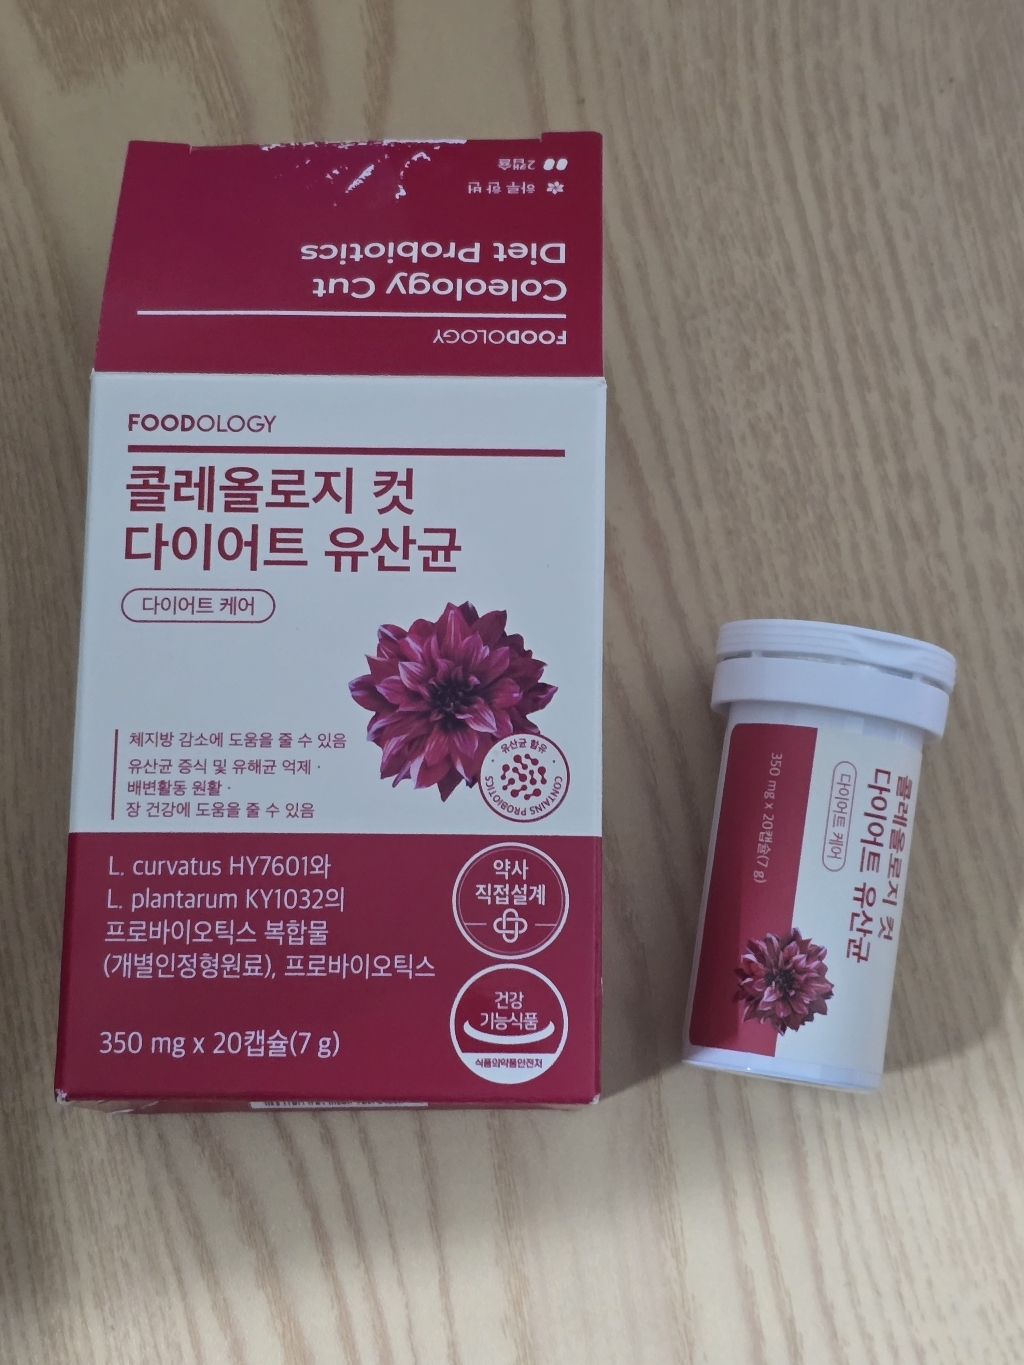 하루 한 번
2캡슐
Coleology Cut
Diet Probiotics
FOODOLOGY
FOODOLOGY
콜레올로지 컷
다이어트 유산균
다이어트 케어
체지방 감소에 도움을 줄 수 있음
유산균 증식 및 유해균 억제 ·
배변활동 원활 ·
장 건강에 도움을 줄 수 있음
유산균 함유
CONTAINS PROBIOTICS
L. curvatus HY7601와
L. plantarum KY1032의
프로바이오틱스 복합물
(개별인정형원료), 프로바이오틱스
350 mg x 20캡슐(7 g)
약사
직접설계
건강
기능식품
식품의약품안전처
콜레올로지 컷
다이어트 유산균
다이어트 케어
350 mg x 20캡슐(7 g)